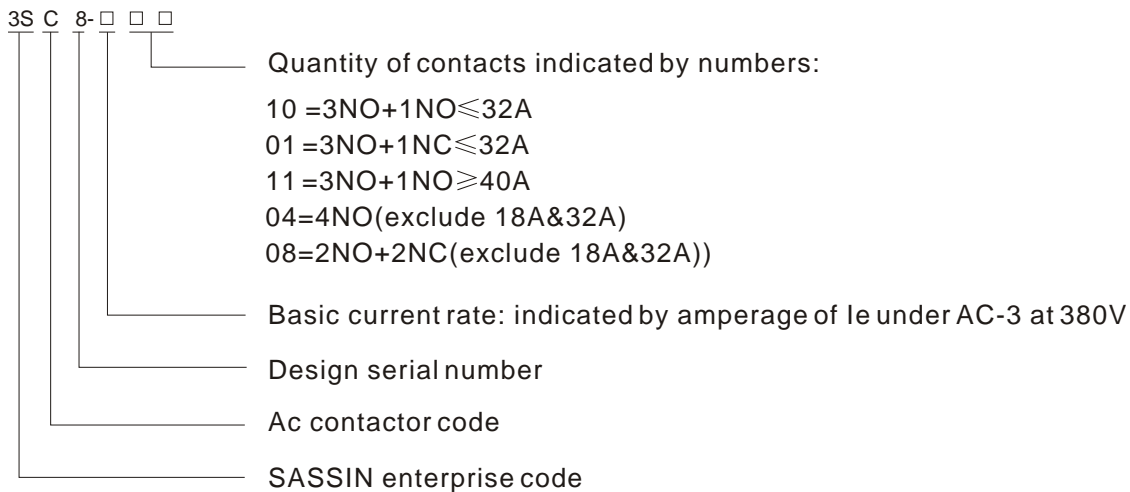 3S C 8-□ □ □
Quantity of contacts indicated by numbers:
10 =3NO+1NO≤32A
01 =3NO+1NC≤32A
11 =3NO+1NO≥40A
04=4NO(exclude 18A&32A)
08=2NO+2NC(exclude 18A&32A))
Basic current rate: indicated by amperage of Ie under AC-3 at 380V
Design serial number
Ac contactor code
SASSIN enterprise code